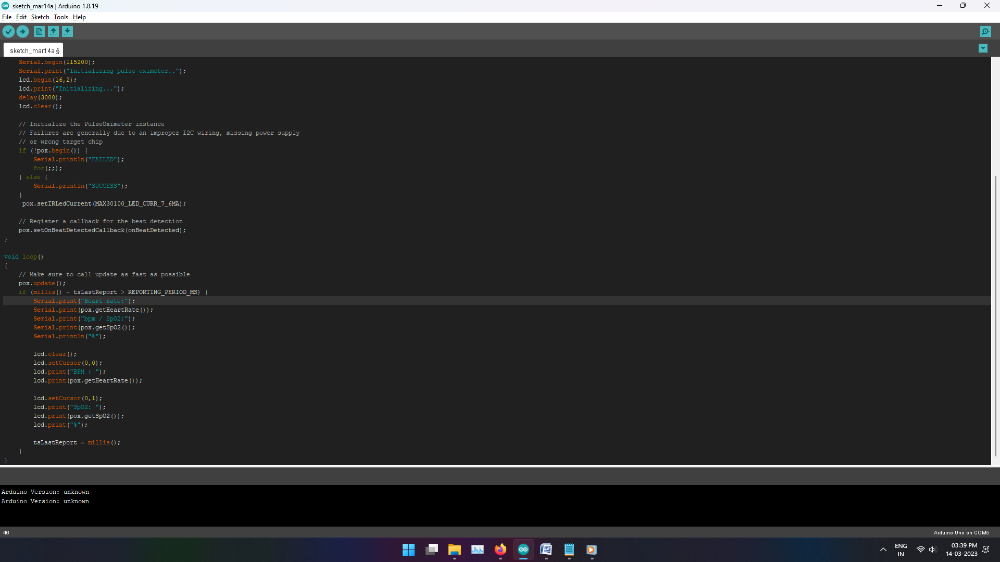 sketch_mar14a | Arduino 1.8.19
File Edit Sketch Tools Help
sketch_mar14a §
Serial.begin(115200);
Serial.print("Initializing pulse oximeter..");
lcd.begin(16,2);
lcd.print("Initializing...");
delay(3000);
lcd.clear();
// Initialize the PulseOximeter instance
// Failures are generally due to an improper I2C wiring, missing power supply
// or wrong target chip
if (!pox.begin()) {
Serial.println("FAILED");
for(;;);
} else {
Serial.println("SUCCESS");
}
pox.setIRLedCurrent(MAX30100_LED_CURR_7_6MA);
// Register a callback for the beat detection
pox.setOnBeatDetectedCallback(onBeatDetected);
}
void loop()
{
// Make sure to call update as fast as possible
pox.update();
if (millis() - tsLastReport > REPORTING_PERIOD_MS) {
Serial.print("Heart rate:");
Serial.print(pox.getHeartRate());
Serial.print("bpm / SpO2:");
Serial.print(pox.getSpO2());
Serial.println("%");
lcd.clear();
lcd.setCursor(0,0);
lcd.print("BPM : ");
lcd.print(pox.getHeartRate());
lcd.setCursor(0,1);
lcd.print("SpO2: ");
lcd.print(pox.getSpO2());
lcd.print("%");
tsLastReport = millis();
}
}
Arduino Version: unknown
Arduino Version: unknown
46
Arduino Uno on COM5
ENG
IN
03:39 PM
14-03-2023